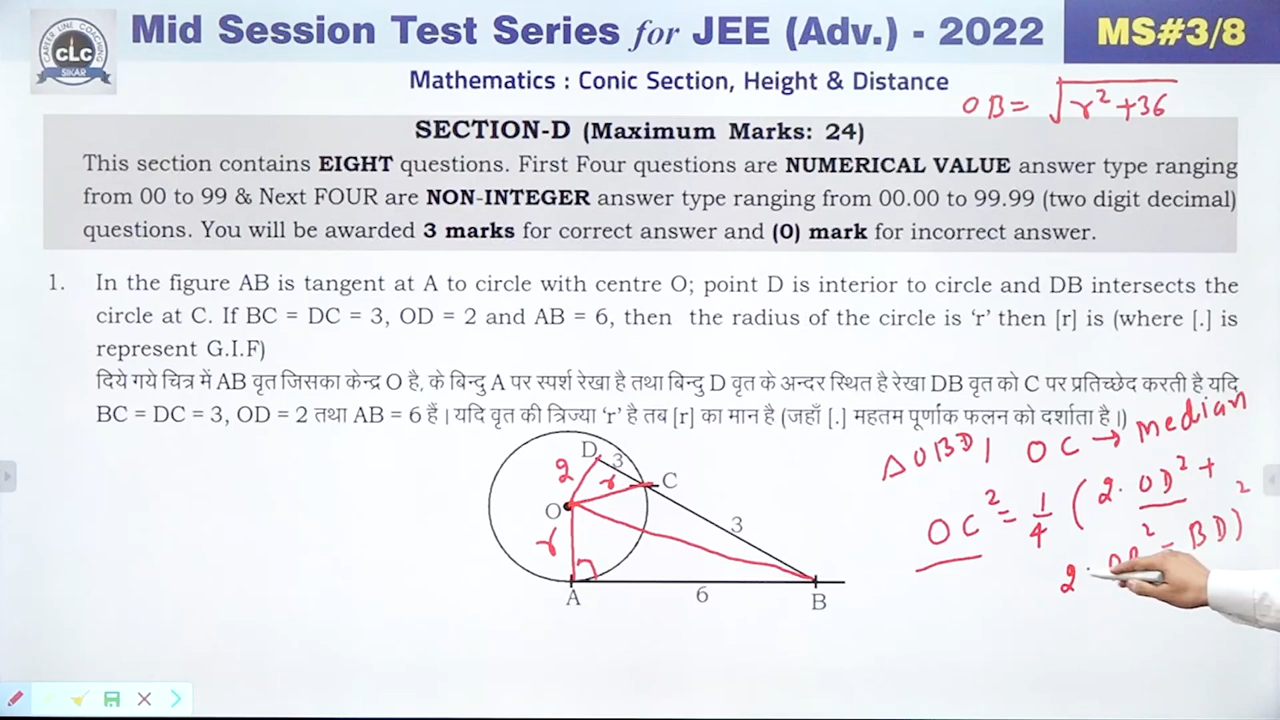 Mid Session Test Series for JEE (Adv.) - 2022
MS#3/8
CAREER LINE COACHING
CLC
SIKAR
Mathematics : Conic Section, Height & Distance
OB = √r² + 36
SECTION-D (Maximum Marks: 24)
This section contains EIGHT questions. First Four questions are NUMERICAL VALUE answer type ranging
from 00 to 99 & Next FOUR are NON-INTEGER answer type ranging from 00.00 to 99.99 (two digit decimal)
questions. You will be awarded 3 marks for correct answer and (0) mark for incorrect answer.
1. In the figure AB is tangent at A to circle with centre O; point D is interior to circle and DB intersects the
circle at C. If BC = DC = 3, OD = 2 and AB = 6, then the radius of the circle is 'r' then [r] is (where [.] is
represent G.I.F)
दिये गये चित्र में AB वृत जिसका केन्द्र O है, के बिन्दु A पर स्पर्श रेखा है तथा बिन्दु D वृत के अन्दर स्थित है रेखा DB वृत को C पर प्रतिच्छेद करती है यदि
BC = DC = 3, OD = 2 तथा AB = 6 हैं। यदि वृत की त्रिज्या 'r' है तब [r] का मान है (जहाँ [.] महतम पूर्णाक फलन को दर्शाता है।)
D 3
2 r C
O
r 3
A 6 B
Δ OBD, OC → median
OC² = 1/4 (2. OD² +
2. BD)²